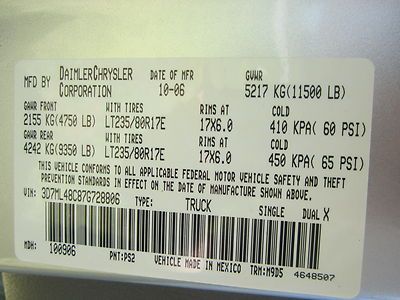 MFD BY DAIMLERCHRYSLER CORPORATION DATE OF MFR 10-06 GVWR 5217 KG(11500 LB)
GAWR FRONT WITH TIRES RIMS AT COLD
2155 KG(4750 LB) LT235/80R17E 17X6.0 410 KPA( 60 PSI)
GAWR REAR WITH TIRES RIMS AT COLD
4242 KG(9350 LB) LT235/80R17E 17X6.0 450 KPA( 65 PSI)
THIS VEHICLE CONFORMS TO ALL APPLICABLE FEDERAL MOTOR VEHICLE SAFETY AND THEFT
PREVENTION STANDARDS IN EFFECT ON THE DATE OF MANUFACTURE SHOWN ABOVE.
VIN: 3D7ML48C87G728806 TYPE: TRUCK SINGLE DUAL X
MDH: 100906 PNT:PS2 VEHICLE MADE IN MEXICO TRM:M9D5 4648507